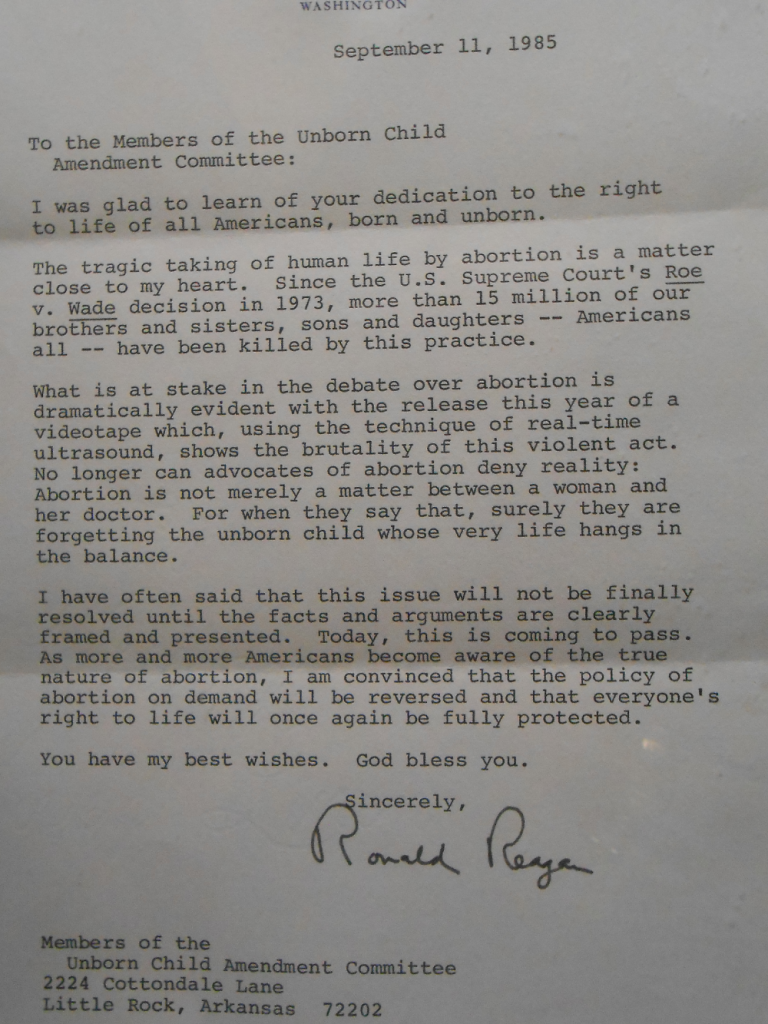 WASHINGTON
September 11, 1985
To the Members of the Unborn Child
Amendment Committee:
I was glad to learn of your dedication to the right
to life of all Americans, born and unborn.
The tragic taking of human life by abortion is a matter
close to my heart. Since the U.S. Supreme Court's Roe
v. Wade decision in 1973, more than 15 million of our
brothers and sisters, sons and daughters -- Americans
all -- have been killed by this practice.
What is at stake in the debate over abortion is
dramatically evident with the release this year of a
videotape which, using the technique of real-time
ultrasound, shows the brutality of this violent act.
No longer can advocates of abortion deny reality:
Abortion is not merely a matter between a woman and
her doctor. For when they say that, surely they are
forgetting the unborn child whose very life hangs in
the balance.
I have often said that this issue will not be finally
resolved until the facts and arguments are clearly
framed and presented. Today, this is coming to pass.
As more and more Americans become aware of the true
nature of abortion, I am convinced that the policy of
abortion on demand will be reversed and that everyone's
right to life will once again be fully protected.
You have my best wishes. God bless you.
Sincerely,
Ronald Reagan
Members of the
Unborn Child Amendment Committee
2224 Cottondale Lane
Little Rock, Arkansas 72202